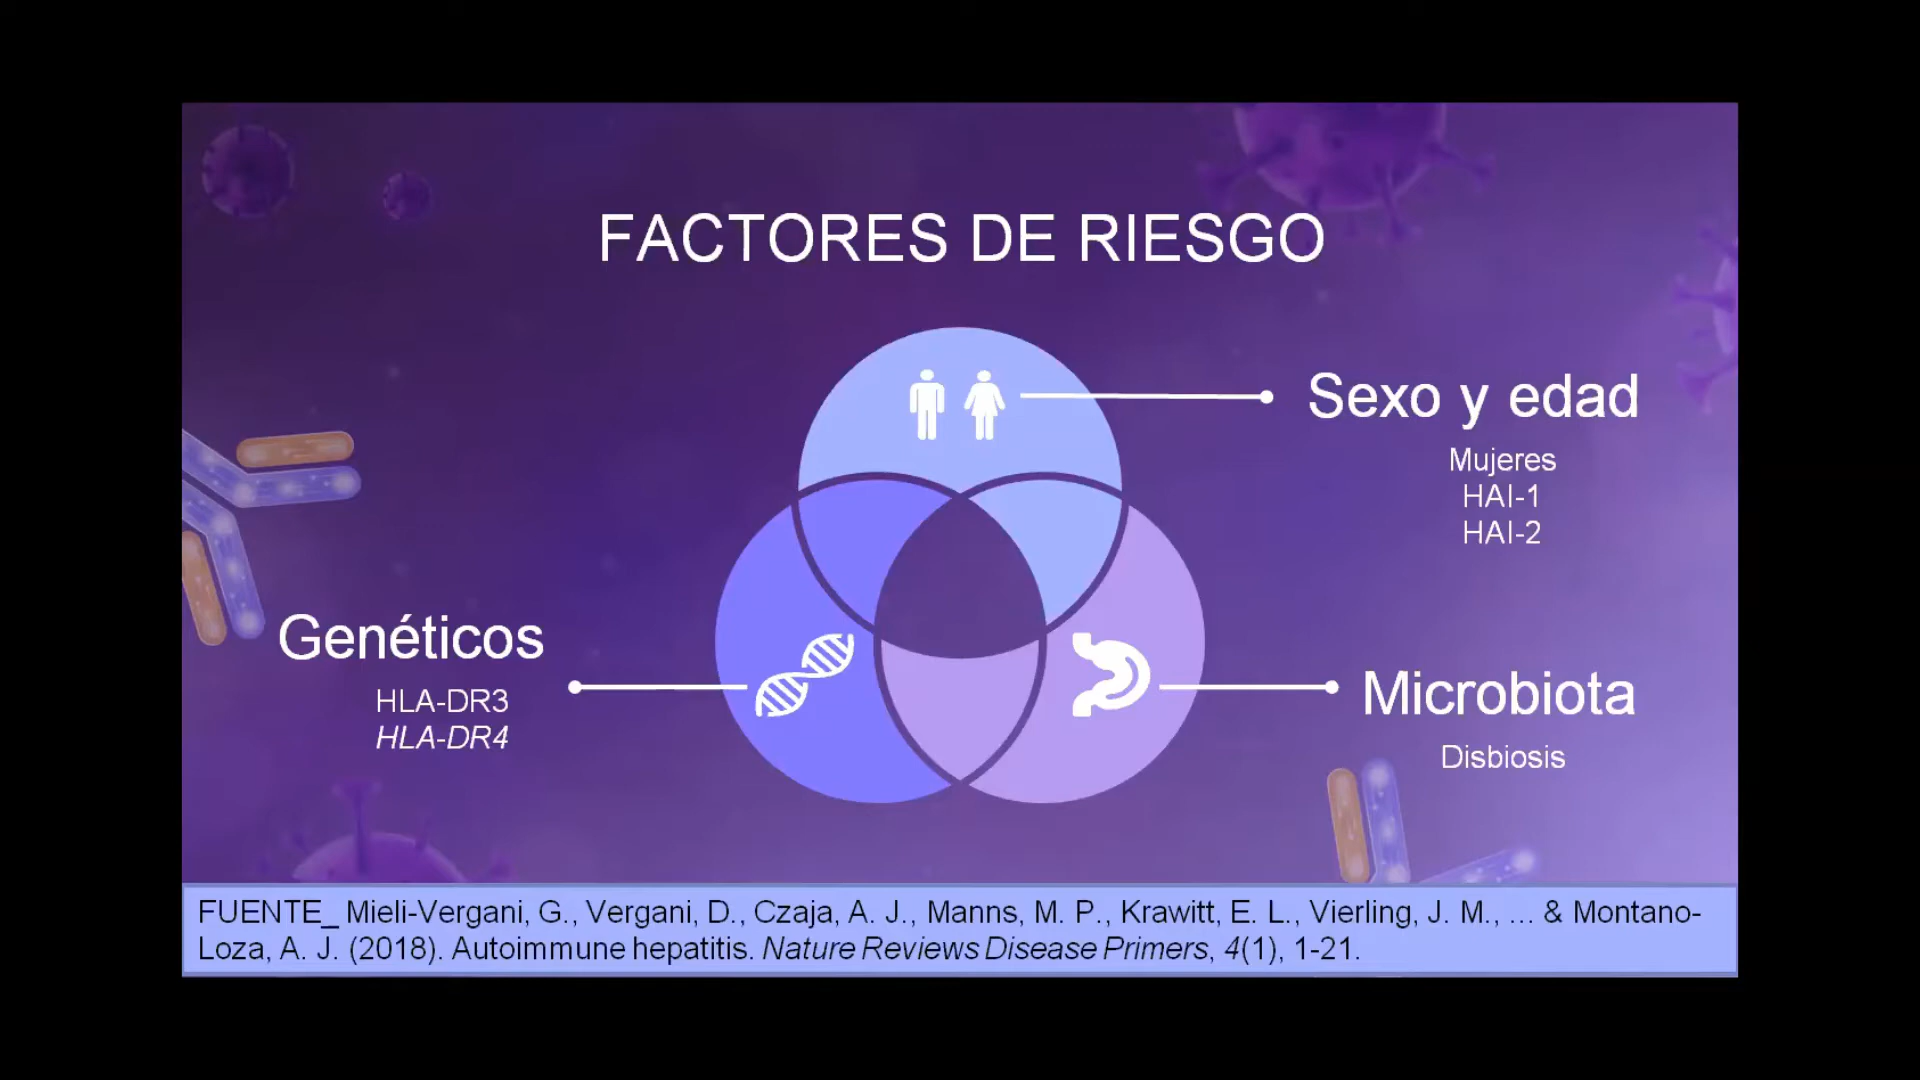 FACTORES DE RIESGO
Sexo y edad
Mujeres
HAI-1
HAI-2
Genéticos
HLA-DR3
HLA-DR4
Microbiota
Disbiosis
FUENTE_ Mieli-Vergani, G., Vergani, D., Czaja, A. J., Manns, M. P., Krawitt, E. L., Vierling, J. M., ... & Montano-
Loza, A. J. (2018). Autoimmune hepatitis. Nature Reviews Disease Primers, 4(1), 1-21.